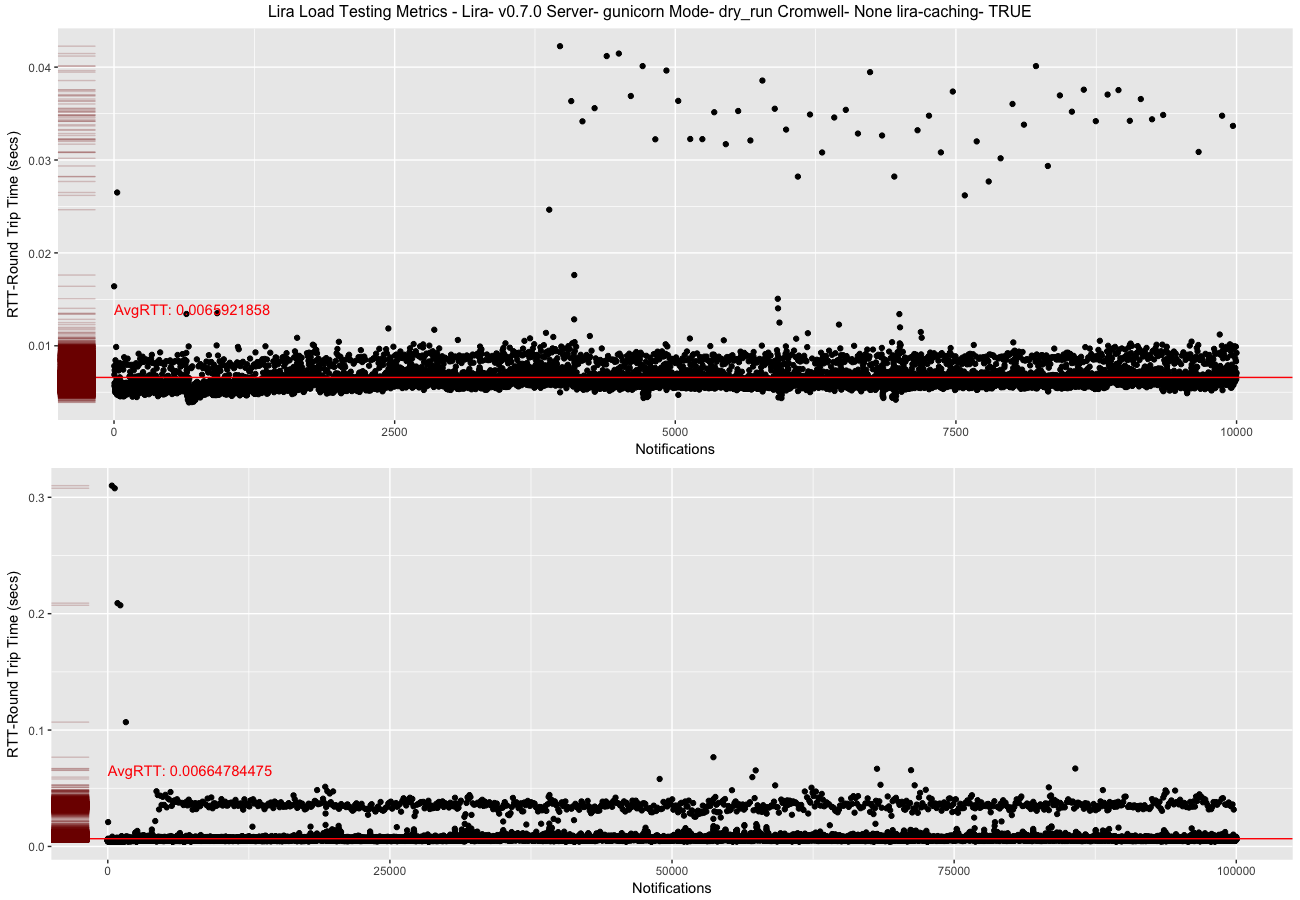 Lira Load Testing Metrics - Lira- v0.7.0 Server- gunicorn Mode- dry_run Cromwell- None lira-caching- TRUE
RTT-Round Trip Time (secs)
0.04
0.03
0.02
0.01
AvgRTT: 0.0065921858
0 2500 5000 7500 10000
Notifications
RTT-Round Trip Time (secs)
0.3
0.2
0.1
0.0
AvgRTT: 0.00664784475
0 25000 50000 75000 100000
Notifications